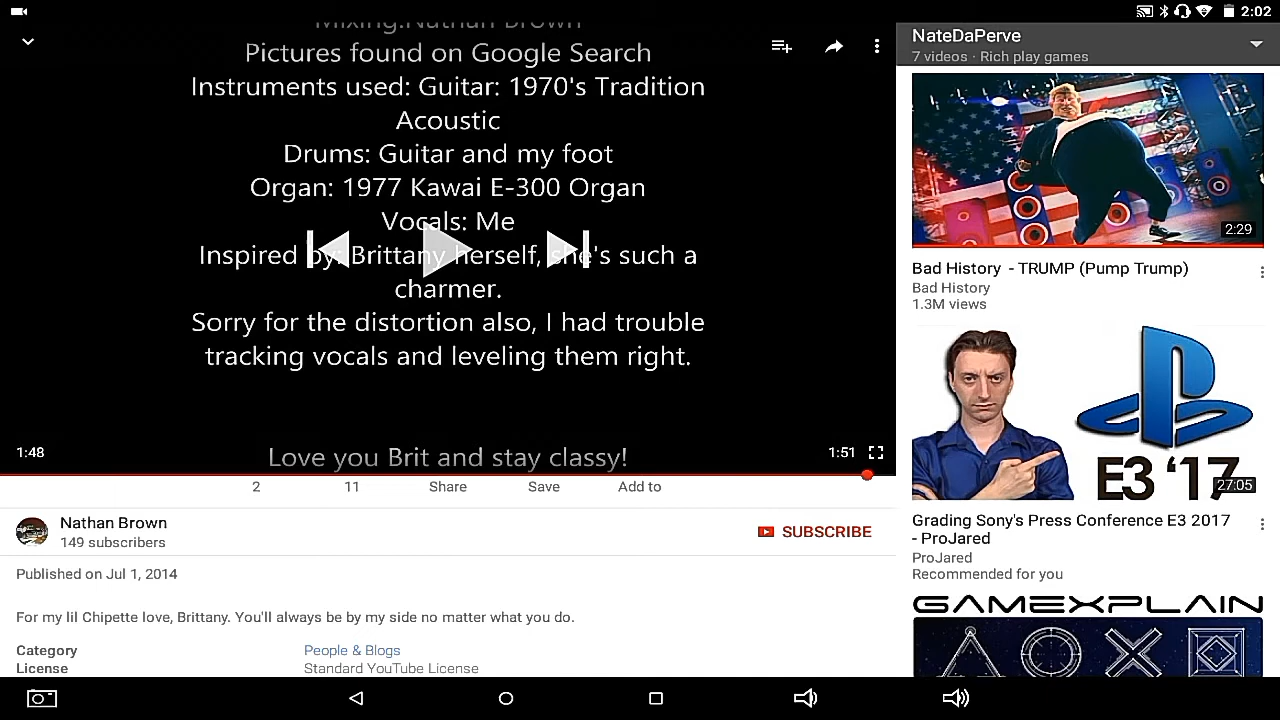 2:02
Mixing:Nathan Brown
Pictures found on Google Search
Instruments used: Guitar: 1970's Tradition
Acoustic
Drums: Guitar and my foot
Organ: 1977 Kawai E-300 Organ
Vocals: Me
Inspired by: Brittany herself, she's such a
charmer.
Sorry for the distortion also, I had trouble
tracking vocals and leveling them right.
Love you Brit and stay classy!
1:48
1:51
2
11
Share
Save
Add to
Nathan Brown
149 subscribers
SUBSCRIBE
Published on Jul 1, 2014
For my lil Chipette love, Brittany. You'll always be by my side no matter what you do.
Category People & Blogs
License Standard YouTube License
NateDaPerve
7 videos · Rich play games
2:29
Bad History - TRUMP (Pump Trump)
Bad History
1.3M views
E3 '17
27:05
Grading Sony's Press Conference E3 2017
- ProJared
ProJared
Recommended for you
GAMEXPLAIN